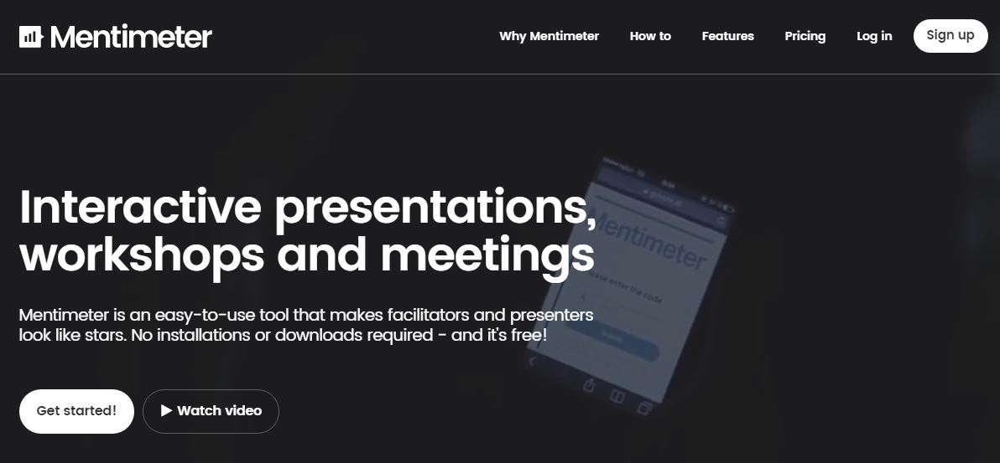 Mentimeter
Why Mentimeter How to Features Pricing Log in Sign up
Interactive presentations,
workshops and meetings
Mentimeter is an easy-to-use tool that makes facilitators and presenters
look like stars. No installations or downloads required - and it's free!
Get started! Watch video
Mentimeter
enter the code